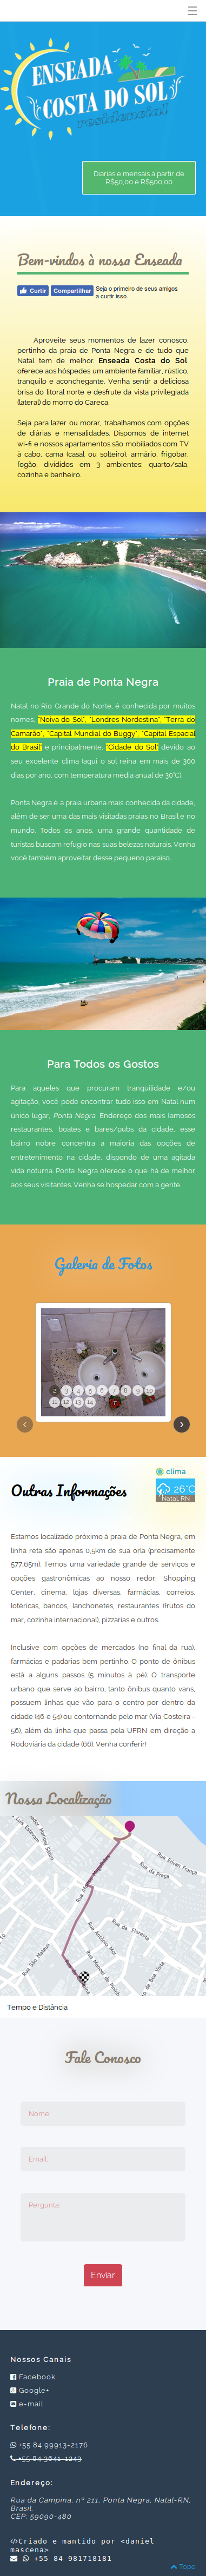 ENSEADA
COSTA DO SOL
residencial
Diárias e mensais à partir de
R$50,00 e R$500,00
Bem-vindos à nossa Enseada
Curtir
Compartilhar
Seja o primeiro de seus amigos
a curtir isso.
Aproveite seus momentos de lazer conosco,
pertinho da praia de Ponta Negra e de tudo que
Natal tem de melhor. Enseada Costa do Sol
oferece aos hóspedes um ambiente familiar, rústico,
tranquilo e aconchegante. Venha sentir a deliciosa
brisa do litoral norte e desfrute da vista privilegiada
(lateral) do morro do Careca.
Seja para lazer ou morar, trabalhamos com opções
de diárias e mensalidades. Dispomos de internet
wi-fi e nossos apartamentos são mobiliados com TV
à cabo, cama (casal ou solteiro), armário, frigobar,
fogão, divididos em 3 ambientes: quarto/sala,
cozinha e banheiro.
Praia de Ponta Negra
Natal no Rio Grande do Norte, é conhecida por muitos
nomes, "Noiva do Sol", "Londres Nordestina", "Terra do
Camarão", "Capital Mundial do Buggy", "Capital Espacial
do Brasil" e principalmente, "Cidade do Sol" devido ao
seu excelente clima (aqui o sol reina em mais de 300
dias por ano, com temperatura média anual de 30°C).
Ponta Negra é a praia urbana mais conhecida da cidade,
além de ser uma das mais visitadas praias no Brasil e no
mundo. Todos os anos, uma grande quantidade de
turistas buscam refúgio nas suas belezas naturais. Venha
você também aproveitar desse pequeno paraíso.
Para Todos os Gostos
Para aqueles que procuram tranquilidade e/ou
agitação, você pode encontrar tudo isso em Natal num
único lugar: Ponta Negra. Endereço dos mais famosos
restaurantes, boates e bares/pubs da cidade, esse
bairro nobre concentra a maioria das opções de
entretenimento na cidade; dispondo de uma agitada
vida noturna. Ponta Negra oferece o que há de melhor
aos seus visitantes. Venha se hospedar com a gente.
Galeria de Fotos
2 3 4 5 6 7 8 9 10
11 12 13 14
clima
26°C
Natal, RN
Outras Informações
Estamos localizado próximo à praia de Ponta Negra, em
linha reta são apenas 0,5km de sua orla (precisamente
577,65m). Temos uma variedade grande de serviços e
opções gastronômicas ao nosso redor: Shopping
Center, cinema, lojas diversas, farmácias, correios,
lotéricas, bancos, lanchonetes, restaurantes (frutos do
mar, cozinha internacional), pizzarias e outros.
Inclusive com opções de mercados (no final da rua),
farmácias e padarias bem pertinho. O ponto de ônibus
está a alguns passos (5 minutos à pé). O transporte
urbano que serve ao bairro, tanto ônibus quanto vans,
possuem linhas que vão para o centro por dentro da
cidade (46 e 54) ou contornando pelo mar (Via Costeira -
56), além da linha que passa pela UFRN em direção a
Rodoviária da cidade (66). Venha conferir!
Nossa Localização
Rua da Floresta
Rua da Praça
Rua São Mateus
Tempo e Distância
Fale Conosco
Nome:
Email:
Pergunta:
Enviar
Nossos Canais
Facebook
Google+
e-mail
Telefone:
+55 84 99913-2176
+55 84 3641-1243
Endereço:
Rua da Campina, nº 211, Ponta Negra, Natal-RN,
Brasil.
CEP: 59090-480
</>Criado e mantido por <daniel
mascena>
+55 84 981718181
Topo